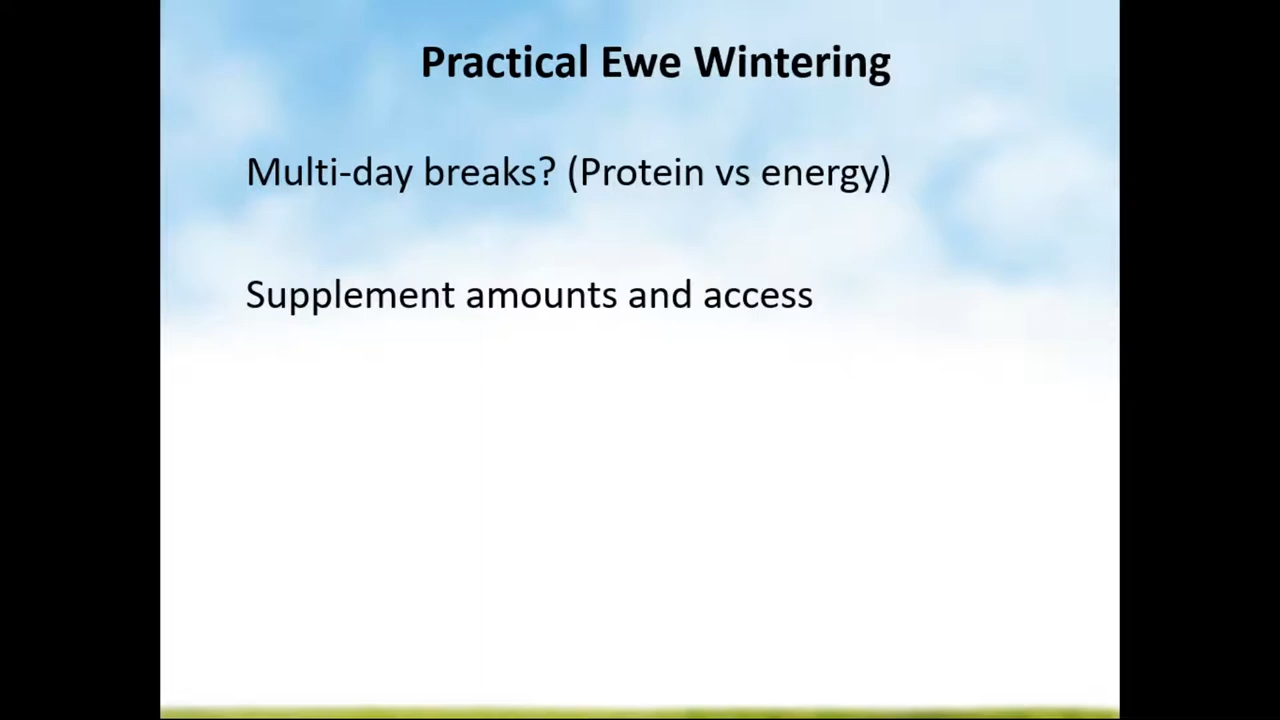 Practical Ewe Wintering
Multi-day breaks? (Protein vs energy)
Supplement amounts and access